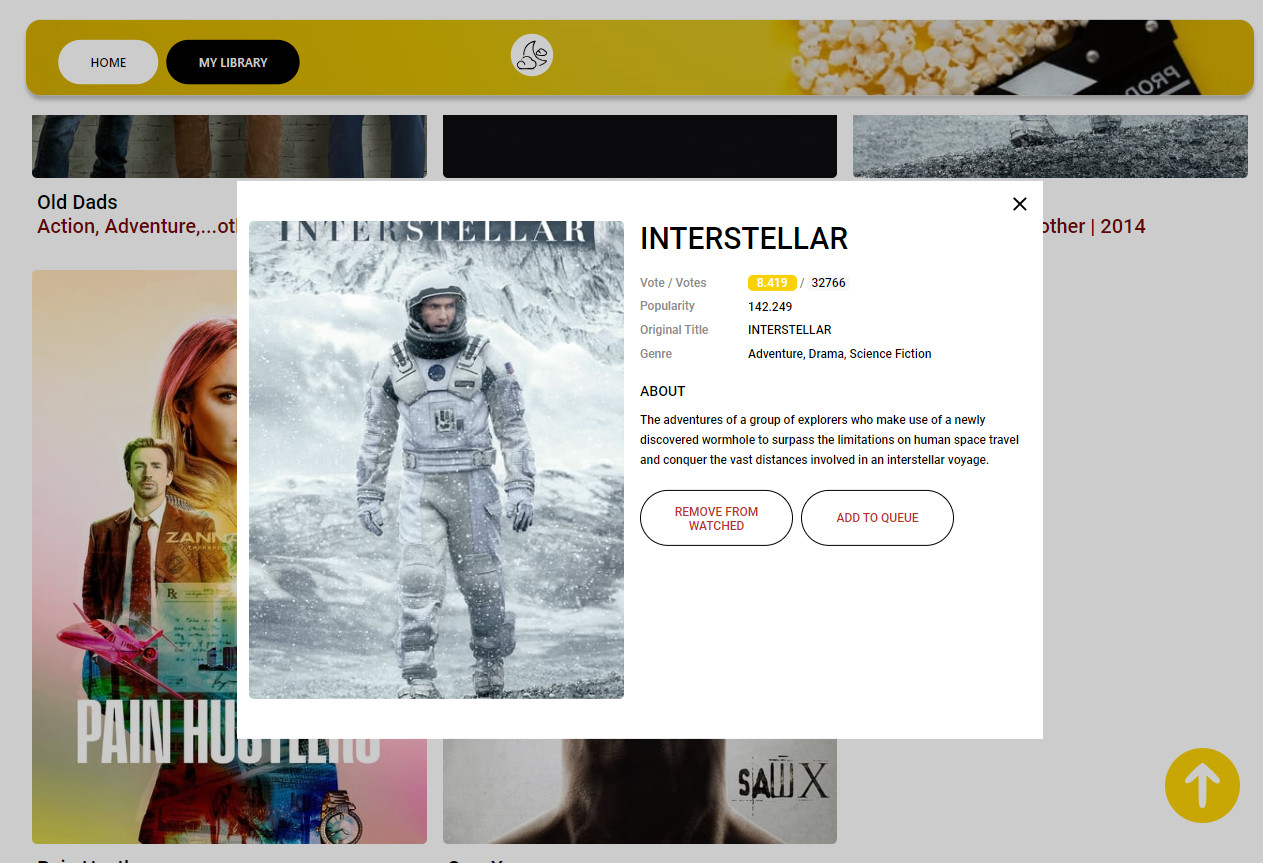 HOME
MY LIBRARY
PROD
Old Dads
Action, Adventure,...ot
other | 2014
INTERSTELLAR
INTERSTELLAR
Vote / Votes 8.419 / 32766
Popularity 142.249
Original Title INTERSTELLAR
Genre Adventure, Drama, Science Fiction
ABOUT
The adventures of a group of explorers who make use of a newly
discovered wormhole to surpass the limitations on human space travel
and conquer the vast distances involved in an interstellar voyage.
REMOVE FROM
WATCHED
ADD TO QUEUE
ZANNA
Rx
PAIN HUSTLERS
SAW X